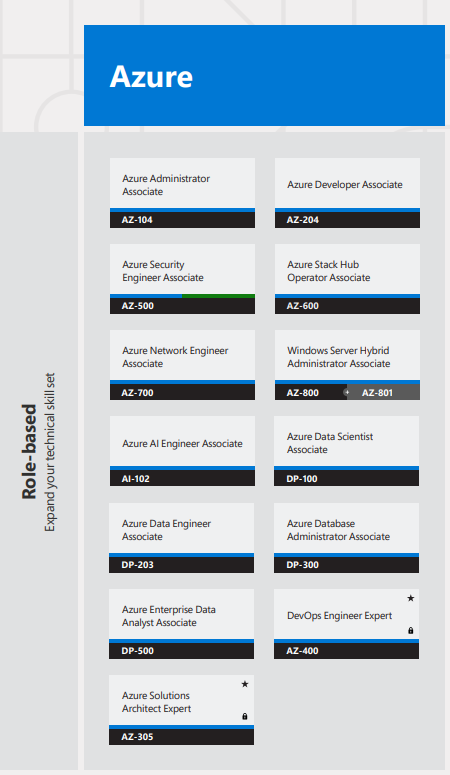 Azure
Azure Administrator
Associate
AZ-104
Azure Developer Associate
AZ-204
Azure Security
Engineer Associate
AZ-500
Azure Stack Hub
Operator Associate
AZ-600
Azure Network Engineer
Associate
AZ-700
Windows Server Hybrid
Administrator Associate
AZ-800 + AZ-801
Azure AI Engineer Associate
AI-102
Azure Data Scientist
Associate
DP-100
Azure Data Engineer
Associate
DP-203
Azure Database
Administrator Associate
DP-300
Azure Enterprise Data
Analyst Associate
DP-500
DevOps Engineer Expert
AZ-400
Azure Solutions
Architect Expert
AZ-305
Role-based
Expand your technical skill set